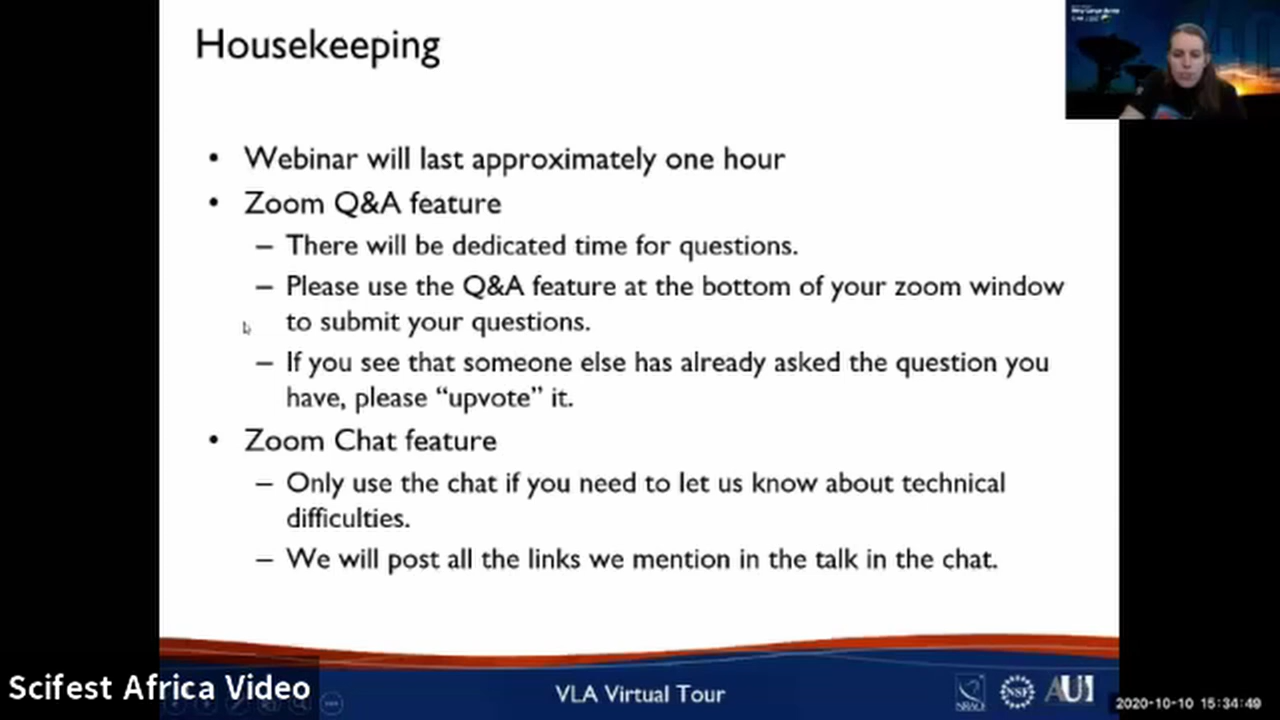 Housekeeping
• Webinar will last approximately one hour
• Zoom Q&A feature
– There will be dedicated time for questions.
– Please use the Q&A feature at the bottom of your zoom window
to submit your questions.
– If you see that someone else has already asked the question you
have, please “upvote” it.
• Zoom Chat feature
– Only use the chat if you need to let us know about technical
difficulties.
– We will post all the links we mention in the talk in the chat.
Scifest Africa Video
VLA Virtual Tour
NRAO
NSF
AUI
2020-10-10 15:34:49